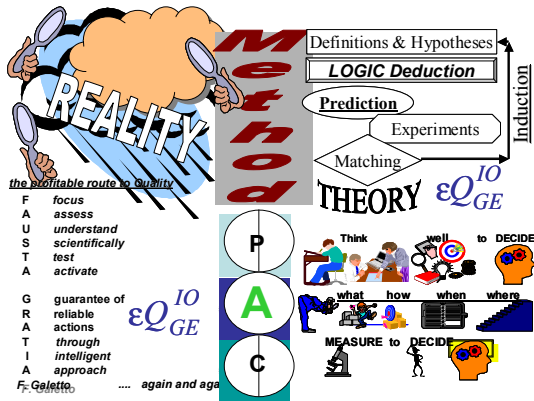 REALITY
Method
Definitions & Hypotheses
LOGIC Deduction
Prediction
Experiments
Matching
Induction
THEORY
εQ IO GE
the profitable route to Quality
F focus
A assess
U understand
S scientifically
T test
A activate
G guarantee of
R reliable
A actions
T through
I intelligent
A approach
F. Galetto .... again and aga
F. Galetto
εQ IO GE
P
A
C
Think well to DECIDE
what how when where
MEASURE to DECIDE